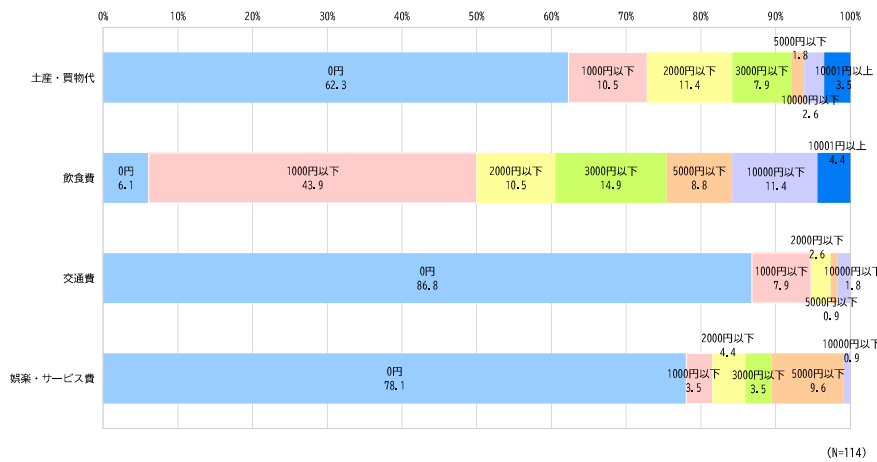 0% 10% 20% 30% 40% 50% 60% 70% 80% 90% 100%
土産・買物代
0円
62.3
1000円以下
10.5
2000円以下
11.4
3000円以下
7.9
5000円以下
1.8
10000円以下
2.6
10001円以上
3.5
飲食費
0円
6.1
1000円以下
43.9
2000円以下
10.5
3000円以下
14.9
5000円以下
8.8
10000円以下
11.4
10001円以上
4.4
交通費
0円
86.8
1000円以下
7.9
2000円以下
2.6
5000円以下
0.9
10000円以下
1.8
娯楽・サービス費
0円
78.1
1000円以下
3.5
2000円以下
4.4
3000円以下
3.5
5000円以下
9.6
10000円以下
0.9
(N=114)